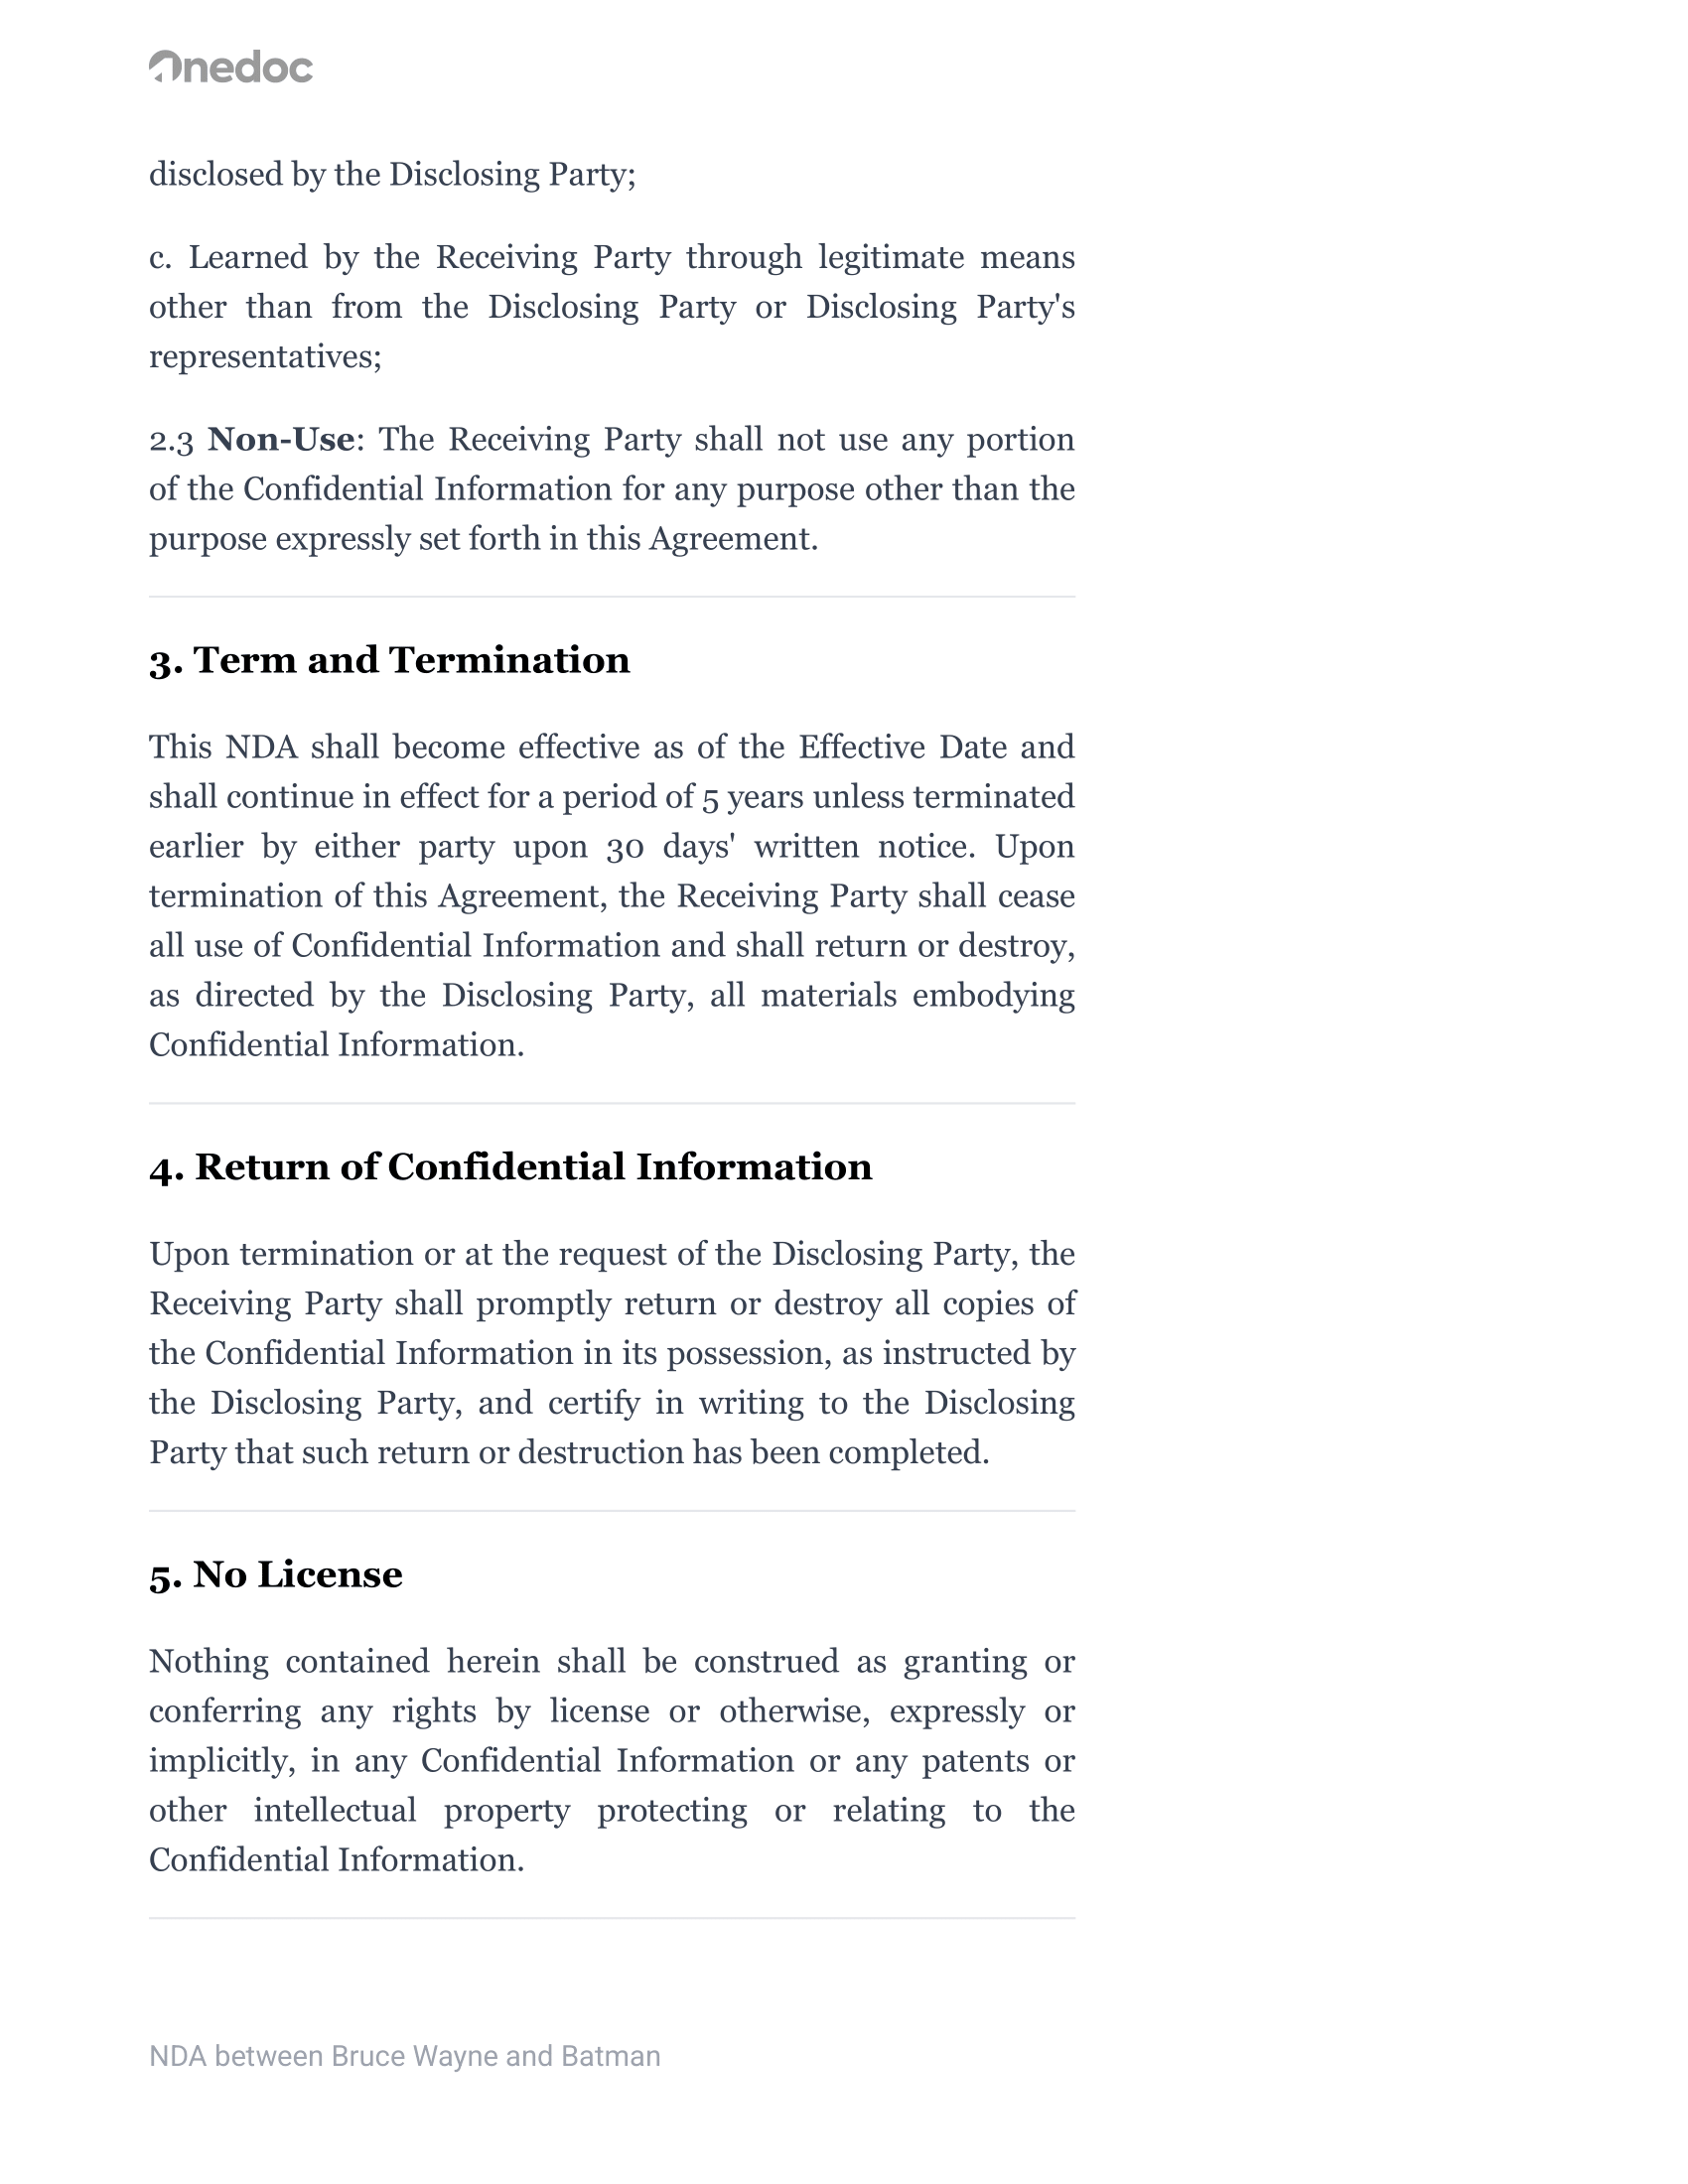 Onedoc
disclosed by the Disclosing Party;
c. Learned by the Receiving Party through legitimate means
other than from the Disclosing Party or Disclosing Party's
representatives;
2.3 Non-Use: The Receiving Party shall not use any portion
of the Confidential Information for any purpose other than the
purpose expressly set forth in this Agreement.
3. Term and Termination
This NDA shall become effective as of the Effective Date and
shall continue in effect for a period of 5 years unless terminated
earlier by either party upon 30 days' written notice. Upon
termination of this Agreement, the Receiving Party shall cease
all use of Confidential Information and shall return or destroy,
as directed by the Disclosing Party, all materials embodying
Confidential Information.
4. Return of Confidential Information
Upon termination or at the request of the Disclosing Party, the
Receiving Party shall promptly return or destroy all copies of
the Confidential Information in its possession, as instructed by
the Disclosing Party, and certify in writing to the Disclosing
Party that such return or destruction has been completed.
5. No License
Nothing contained herein shall be construed as granting or
conferring any rights by license or otherwise, expressly or
implicitly, in any Confidential Information or any patents or
other intellectual property protecting or relating to the
Confidential Information.
NDA between Bruce Wayne and Batman